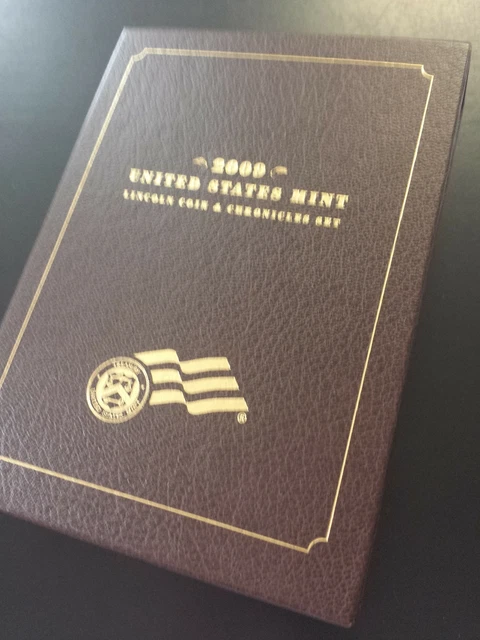 2009
UNITED STATES MINT
LINCOLN COIN & CHRONICLES SET
®